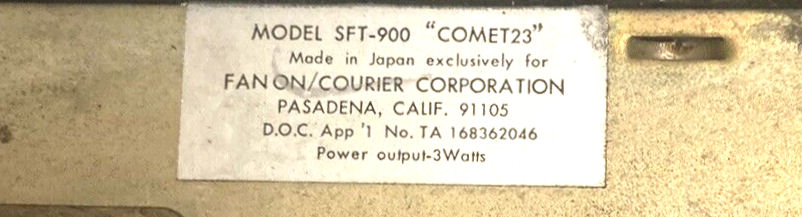 MODEL SFT-900 "COMET23"
Made in Japan exclusively for
FANON/COURIER CORPORATION
PASADENA, CALIF. 91105
D.O.C. App '1 No. TA 168362046
Power output-3Watts